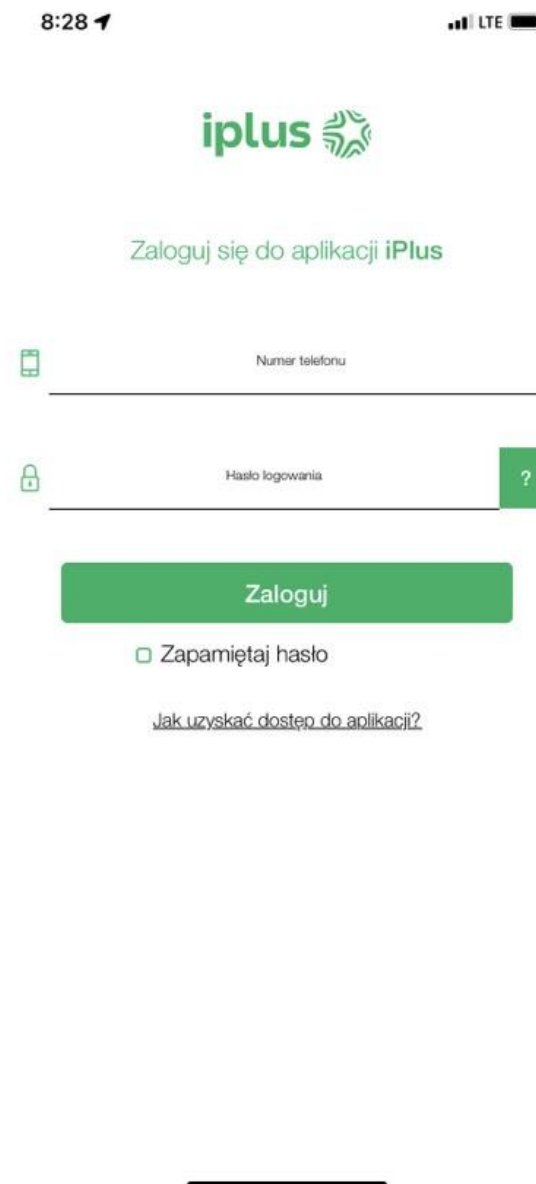 8:28
LTE
iplus
Zaloguj się do aplikacji iPlus
Numer telefonu
Hasło logowania
?
Zaloguj
Zapamiętaj hasło
Jak uzyskać dostęp do aplikacji?